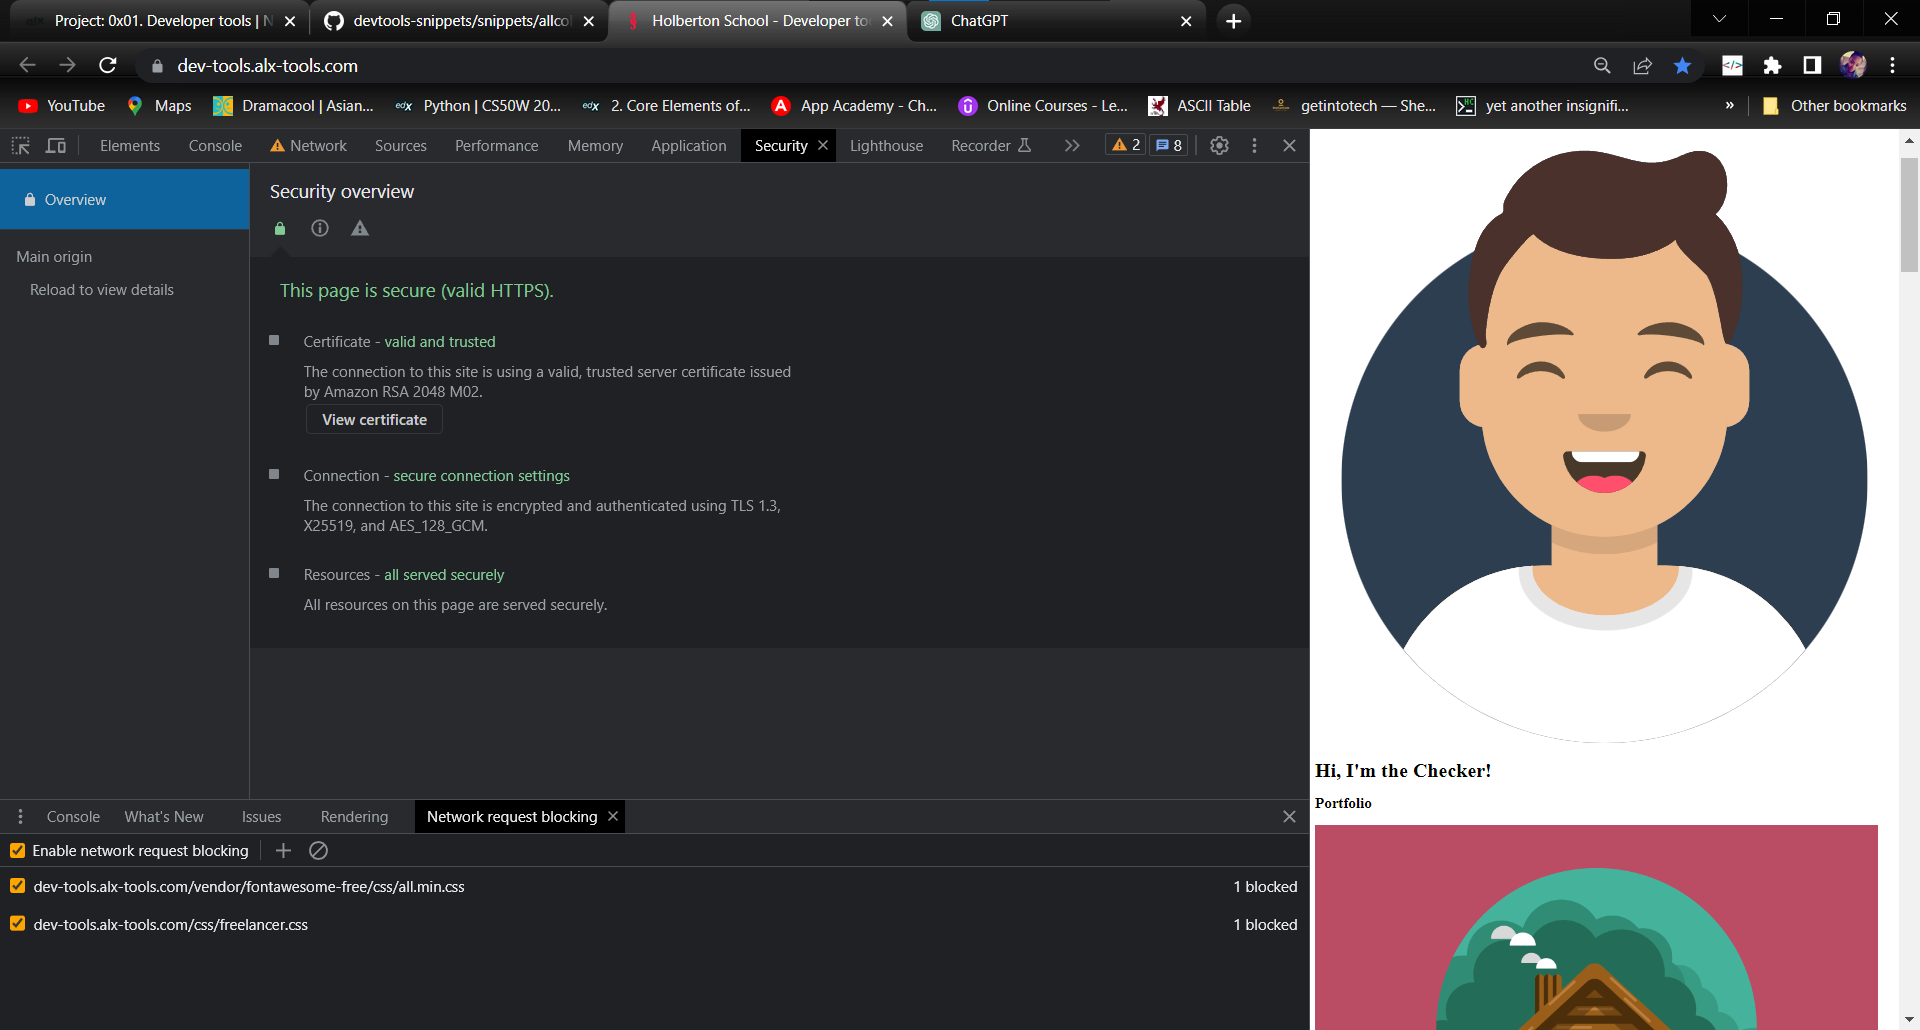 Project: 0x01. Developer tools | N
devtools-snippets/snippets/allcol
Holberton School - Developer too
ChatGPT
dev-tools.alx-tools.com
YouTube
Maps
Dramacool | Asian...
edX Python | CS50W 20...
edX 2. Core Elements of...
App Academy - Ch...
Online Courses - Le...
ASCII Table
getintotech — She...
yet another insignifi...
»
Other bookmarks
Elements
Console
Network
Sources
Performance
Memory
Application
Security
Lighthouse
Recorder
2
8
Overview
Main origin
Reload to view details
Security overview
This page is secure (valid HTTPS).
Certificate - valid and trusted
The connection to this site is using a valid, trusted server certificate issued
by Amazon RSA 2048 M02.
View certificate
Connection - secure connection settings
The connection to this site is encrypted and authenticated using TLS 1.3,
X25519, and AES_128_GCM.
Resources - all served securely
All resources on this page are served securely.
Hi, I'm the Checker!
Portfolio
Console
What's New
Issues
Rendering
Network request blocking
Enable network request blocking
dev-tools.alx-tools.com/vendor/fontawesome-free/css/all.min.css
1 blocked
dev-tools.alx-tools.com/css/freelancer.css
1 blocked